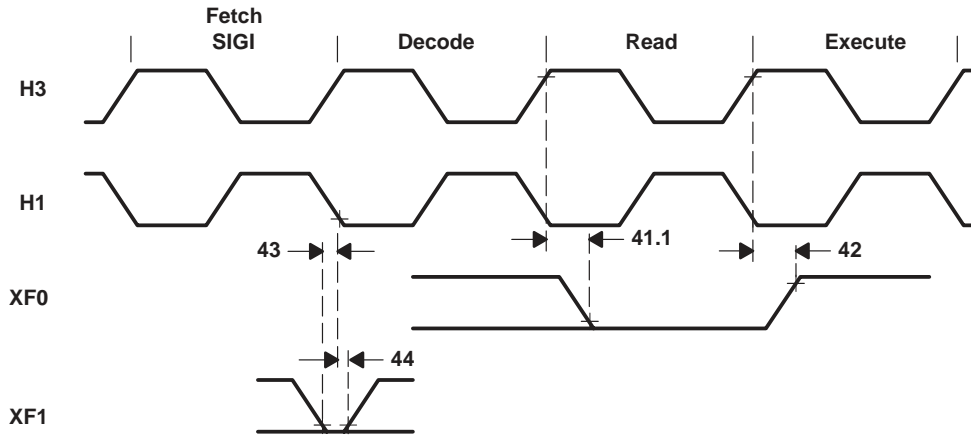 Fetch
SIGI
Decode
Read
Execute
H3
H1
43
41.1
42
XF0
44
XF1